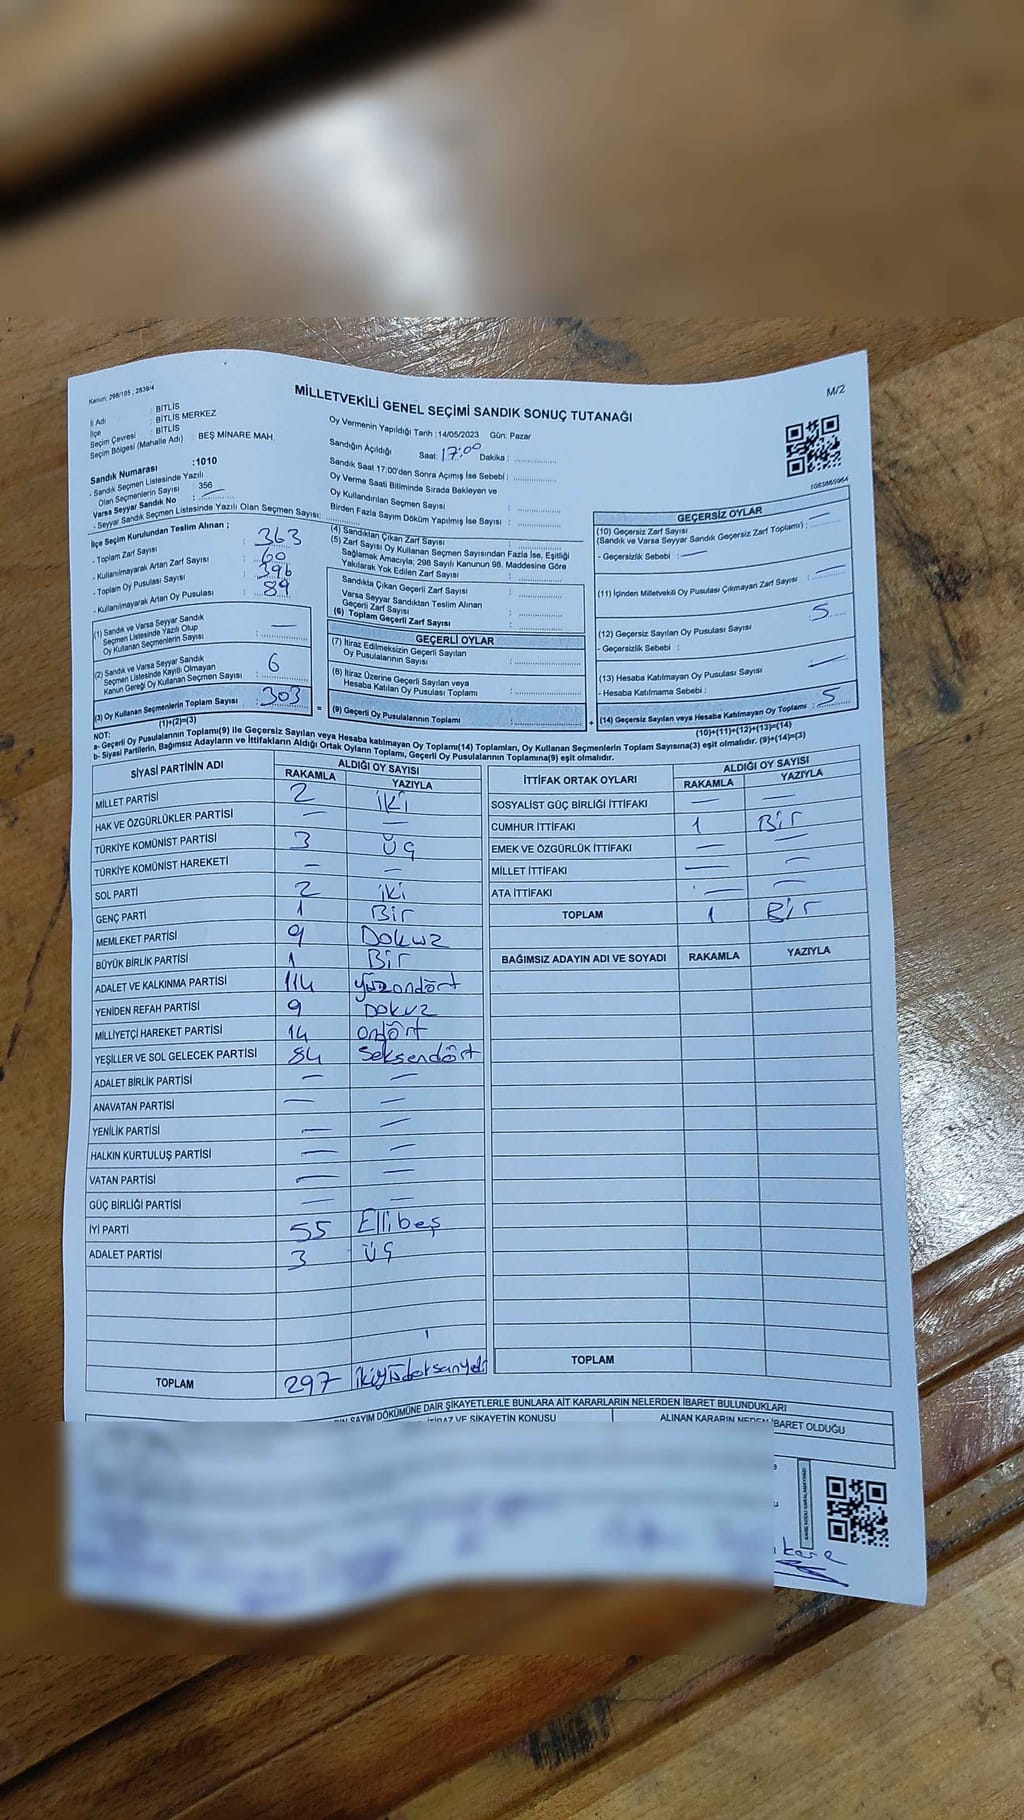 Kanun; 298/105 , 2839/4
MİLLETVEKİLİ GENEL SEÇİMİ SANDIK SONUÇ TUTANAĞI
M/2
İl Adı : BİTLİS
İlçe : BİTLİS MERKEZ
Seçim Çevresi : BİTLİS
Seçim Bölgesi (Mahalle Adı) : BEŞ MİNARE MAH.
Sandık Numarası :1010
- Sandık Seçmen Listesinde Yazılı
Olan Seçmenlerin Sayısı : 356
Varsa Seyyar Sandık No : —
- Seyyar Sandık Seçmen Listesinde Yazılı Olan Seçmen Sayısı:
Oy Vermenin Yapıldığı Tarih :14/05/2023 Gün: Pazar
Sandığın Açıldığı Saat: 17:00 Dakika :
Sandık Saat 17:00'den Sonra Açımış İse Sebebi :
Oy Verme Saati Bitiminde Sırada Bekleyen ve
Oy Kullandırılan Seçmen Sayısı :
Birden Fazla Sayım Döküm Yapılmış İse Sayısı :
İlçe Seçim Kurulundan Teslim Alınan ;
- Toplam Zarf Sayısı : 363
- Kullanılmayarak Artan Zarf Sayısı : 60
- Toplam Oy Pusulası Sayısı : 396
- Kullanılmayarak Artan Oy Pusulası : 89
(1) Sandık ve Varsa Seyyar Sandık
Seçmen Listesinde Yazılı Olup
Oy Kullanan Seçmenlerin Sayısı : —
(2) Sandık ve Varsa Seyyar Sandık
Seçmen Listesinde Kayıtlı Olmayan
Kanun Gereği Oy Kullanan Seçmen Sayısı : 6
(3) Oy Kullanan Seçmenlerin Toplam Sayısı : 303
(1)+(2)=(3)
(4) Sandıktan Çıkan Zarf Sayısı :
(5) Zarf Sayısı Oy Kullanan Seçmen Sayısından Fazla İse, Eşitliği
Sağlamak Amacıyla; 298 Sayılı Kanunun 98. Maddesine Göre
Yakılarak Yok Edilen Zarf Sayısı :
Sandıkta Çıkan Geçerli Zarf Sayısı :
Varsa Seyyar Sandıktan Teslim Alınan
Geçerli Zarf Sayısı :
(6) Toplam Geçerli Zarf Sayısı :
GEÇERLİ OYLAR
(7) İtiraz Edilmeksizin Geçerli Sayılan
Oy Pusulalarının Sayısı :
(8) İtiraz Üzerine Geçerli Sayılan veya
Hesaba Katılan Oy Pusulası Toplamı :
= (9) Geçerli Oy Pusulalarının Toplamı :
1063865964
GEÇERSİZ OYLAR
(10) Geçersiz Zarf Sayısı
(Sandık ve Varsa Seyyar Sandık Geçersiz Zarf Toplamı) : —
- Geçersizlik Sebebi : —
(11) İçinden Milletvekili Oy Pusulası Çıkmayan Zarf Sayısı : —
(12) Geçersiz Sayılan Oy Pusulası Sayısı : 5
- Geçersizlik Sebebi :
(13) Hesaba Katılmayan Oy Pusulası Sayısı : —
- Hesaba Katılmama Sebebi :
+ (14) Geçersiz Sayılan veya Hesaba Katılmayan Oy Toplamı : 5
(10)+(11)+(12)+(13)=(14)
NOT:
a- Geçerli Oy Pusulalarının Toplamı(9) ile Geçersiz Sayılan veya Hesaba katılmayan Oy Toplamı(14) Toplamları, Oy Kullanan Seçmenlerin Toplam Sayısına(3) eşit olmalıdır. (9)+(14)=(3)
b- Siyasi Partilerin, Bağımsız Adayların ve İttifakların Aldığı Ortak Oyların Toplamı, Geçerli Oy Pusulalarının Toplamına(9) eşit olmalıdır.
SİYASİ PARTİNİN ADI ALDIĞI OY SAYISI
RAKAMLA YAZIYLA
MİLLET PARTİSİ 2 iki
HAK VE ÖZGÜRLÜKLER PARTİSİ — —
TÜRKİYE KOMÜNİST PARTİSİ 3 üç
TÜRKİYE KOMÜNİST HAREKETİ — —
SOL PARTİ 2 iki
GENÇ PARTİ 1 Bir
MEMLEKET PARTİSİ 9 Dokuz
BÜYÜK BİRLİK PARTİSİ 1 Bir
ADALET VE KALKINMA PARTİSİ 114 yüzondört
YENİDEN REFAH PARTİSİ 9 Dokuz
MİLLİYETÇİ HAREKET PARTİSİ 14 ondört
YEŞİLLER VE SOL GELECEK PARTİSİ 84 Seksendört
ADALET BİRLİK PARTİSİ — —
ANAVATAN PARTİSİ — —
YENİLİK PARTİSİ — —
HALKIN KURTULUŞ PARTİSİ — —
VATAN PARTİSİ — —
GÜÇ BİRLİĞİ PARTİSİ — —
İYİ PARTİ 55 Ellibeş
ADALET PARTİSİ 3 üç
TOPLAM 297
İTTİFAK ORTAK OYLARI ALDIĞI OY SAYISI
RAKAMLA YAZIYLA
SOSYALİST GÜÇ BİRLİĞİ İTTİFAKI — —
CUMHUR İTTİFAKI 1 Bir
EMEK VE ÖZGÜRLÜK İTTİFAKI — —
MİLLET İTTİFAKI — —
ATA İTTİFAKI — —
TOPLAM 1 Bir
BAĞIMSIZ ADAYIN ADI VE SOYADI RAKAMLA YAZIYLA
TOPLAM
SAYIM DÖKÜMÜNE DAİR ŞİKAYETLERLE BUNLARA AİT KARARLARIN NELERDEN İBARET BULUNDUKLARI
İTİRAZ VE ŞİKAYETİN KONUSU ALINAN KARARIN NEDEN İBARET OLDUĞU